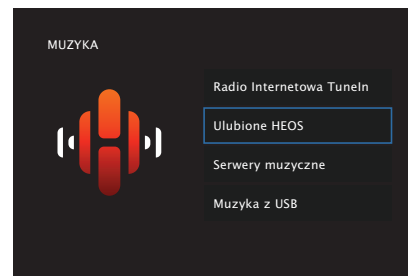 MUZYKA
Radio Internetowa TuneIn
Ulubione HEOS
Serwery muzyczne
Muzyka z USB